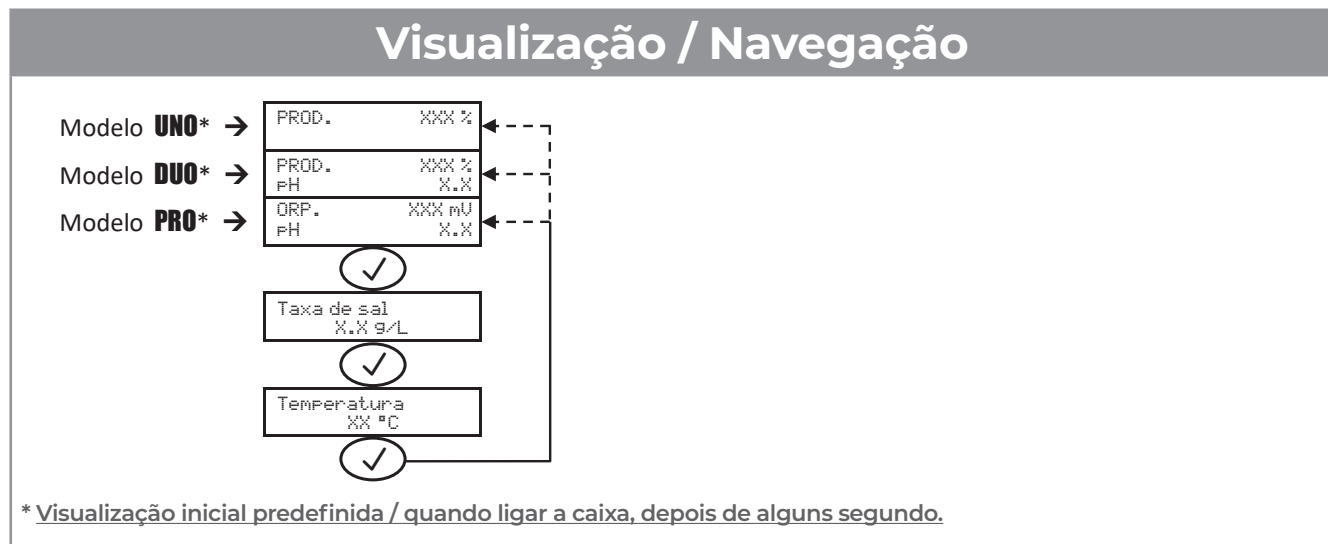 Visualização / Navegação
Modelo UNO* → PROD. XXX %
Modelo DUO* → PROD. XXX %
pH X.X
Modelo PRO* → ORP. XXX mV
pH X.X
Taxa de sal
X.X g/L
Temperatura
XX °C
* Visualização inicial predefinida / quando ligar a caixa, depois de alguns segundo.